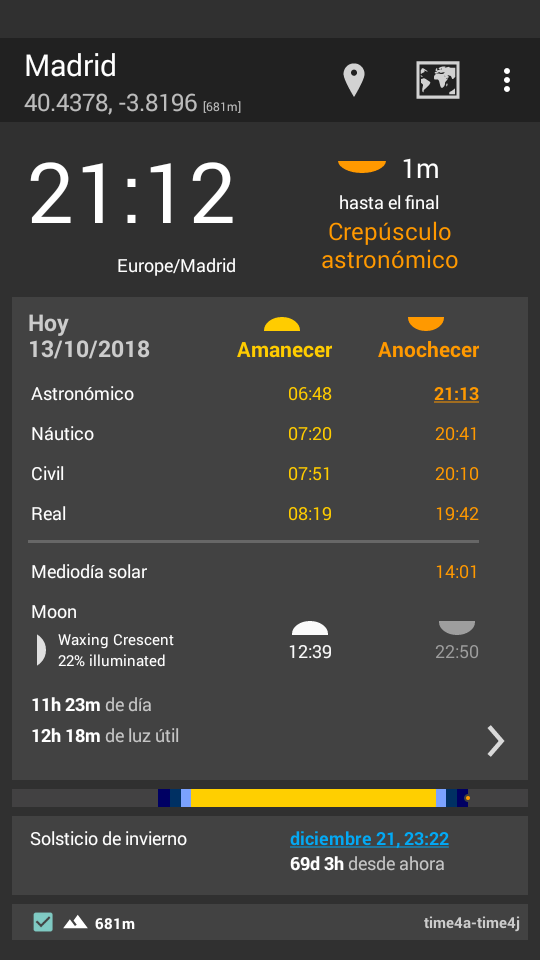 Madrid
40.4378, -3.8196 [681m]
21:12
1m
hasta el final
Crepúsculo
astronómico
Europe/Madrid
Hoy
13/10/2018
Amanecer
Anochecer
Astronómico 06:48 21:13
Náutico 07:20 20:41
Civil 07:51 20:10
Real 08:19 19:42
Mediodía solar 14:01
Moon
Waxing Crescent
22% illuminated
12:39 22:50
11h 23m de día
12h 18m de luz útil
Solsticio de invierno diciembre 21, 23:22
69d 3h desde ahora
681m time4a-time4j